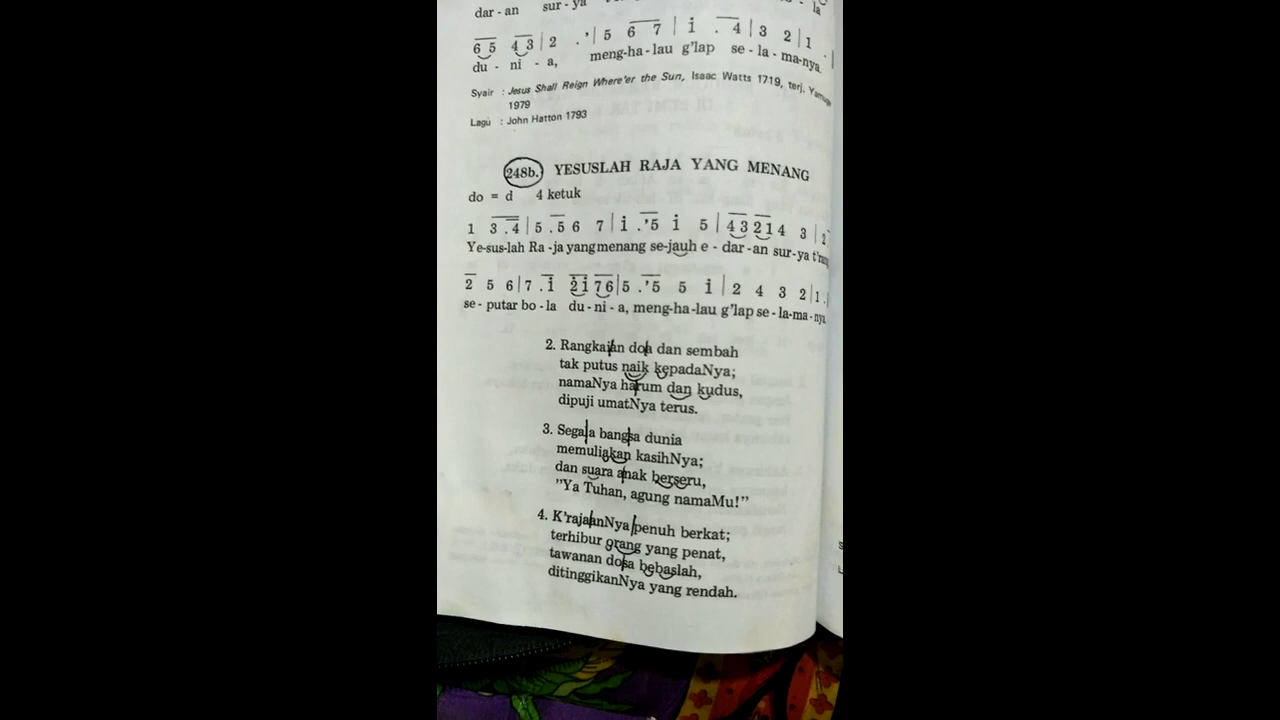 dar - an sur - ya la
6 5 4 3 | 2 . ’ | 5 6 7 | i . 4 | 3 2 | 1 . |
du - ni - a, meng-ha-lau g'lap se - la - ma-nya.
Syair : Jesus Shall Reign Where'er the Sun, Isaac Watts 1719, terj. Yamuger
1979
Lagu : John Hatton 1793
248b. YESUSLAH RAJA YANG MENANG
do = d 4 ketuk
1 3 . 4 | 5 . 5 6 7 | i . ’5 i 5 | 4 3 2 1 4 3 | 2
Ye-sus-lah Ra-ja yang menang se-jauh e - dar-an sur-ya t'rang
2 5 6 | 7 . i 2 i 7 6 | 5 . ’5 5 i | 2 4 3 2 | 1 . |
se - putar bo-la du-ni-a, meng-ha-lau g'lap se-la-ma-nya
2. Rangkaian doa dan sembah
tak putus naik kepadaNya;
namaNya harum dan kudus,
dipuji umatNya terus.
3. Segala bangsa dunia
memuliakan kasihNya;
dan suara anak berseru,
”Ya Tuhan, agung namaMu!”
4. K'rajaanNya penuh berkat;
terhibur orang yang penat,
tawanan dosa bebaslah,
ditinggikanNya yang rendah.